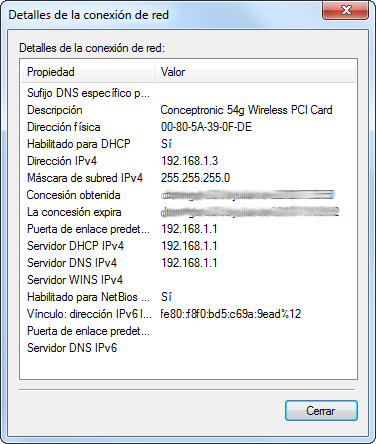 Detalles de la conexión de red
Detalles de la conexión de red:
Propiedad Valor
Sufijo DNS específico p...
Descripción Conceptronic 54g Wireless PCI Card
Dirección física 00-80-5A-39-0F-DE
Habilitado para DHCP Sí
Dirección IPv4 192.168.1.3
Máscara de subred IPv4 255.255.255.0
Concesión obtenida
La concesión expira
Puerta de enlace predet... 192.168.1.1
Servidor DHCP IPv4 192.168.1.1
Servidor DNS IPv4 192.168.1.1
Servidor WINS IPv4
Habilitado para NetBios ... Sí
Vínculo: dirección IPv6 l... fe80::f8f0:bd5:c69a:9ead%12
Puerta de enlace predet...
Servidor DNS IPv6
Cerrar